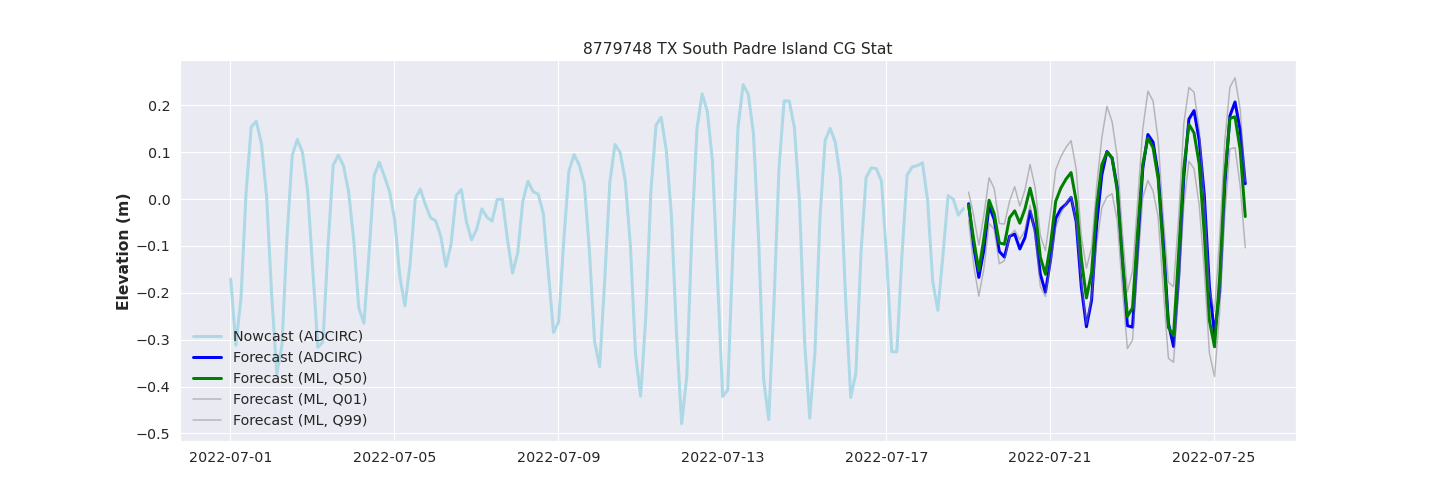 8779748 TX South Padre Island CG Stat
Elevation (m)
0.2
0.1
0.0
−0.1
−0.2
−0.3
−0.4
−0.5
Nowcast (ADCIRC)
Forecast (ADCIRC)
Forecast (ML, Q50)
Forecast (ML, Q01)
Forecast (ML, Q99)
2022-07-01 2022-07-05 2022-07-09 2022-07-13 2022-07-17 2022-07-21 2022-07-25